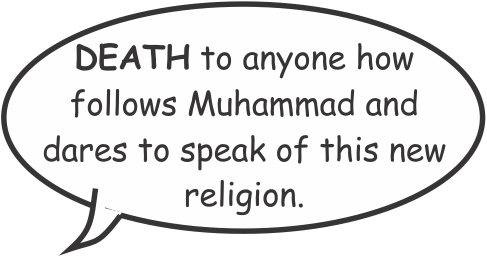 DEATH to anyone how
follows Muhammad and
dares to speak of this new
religion.